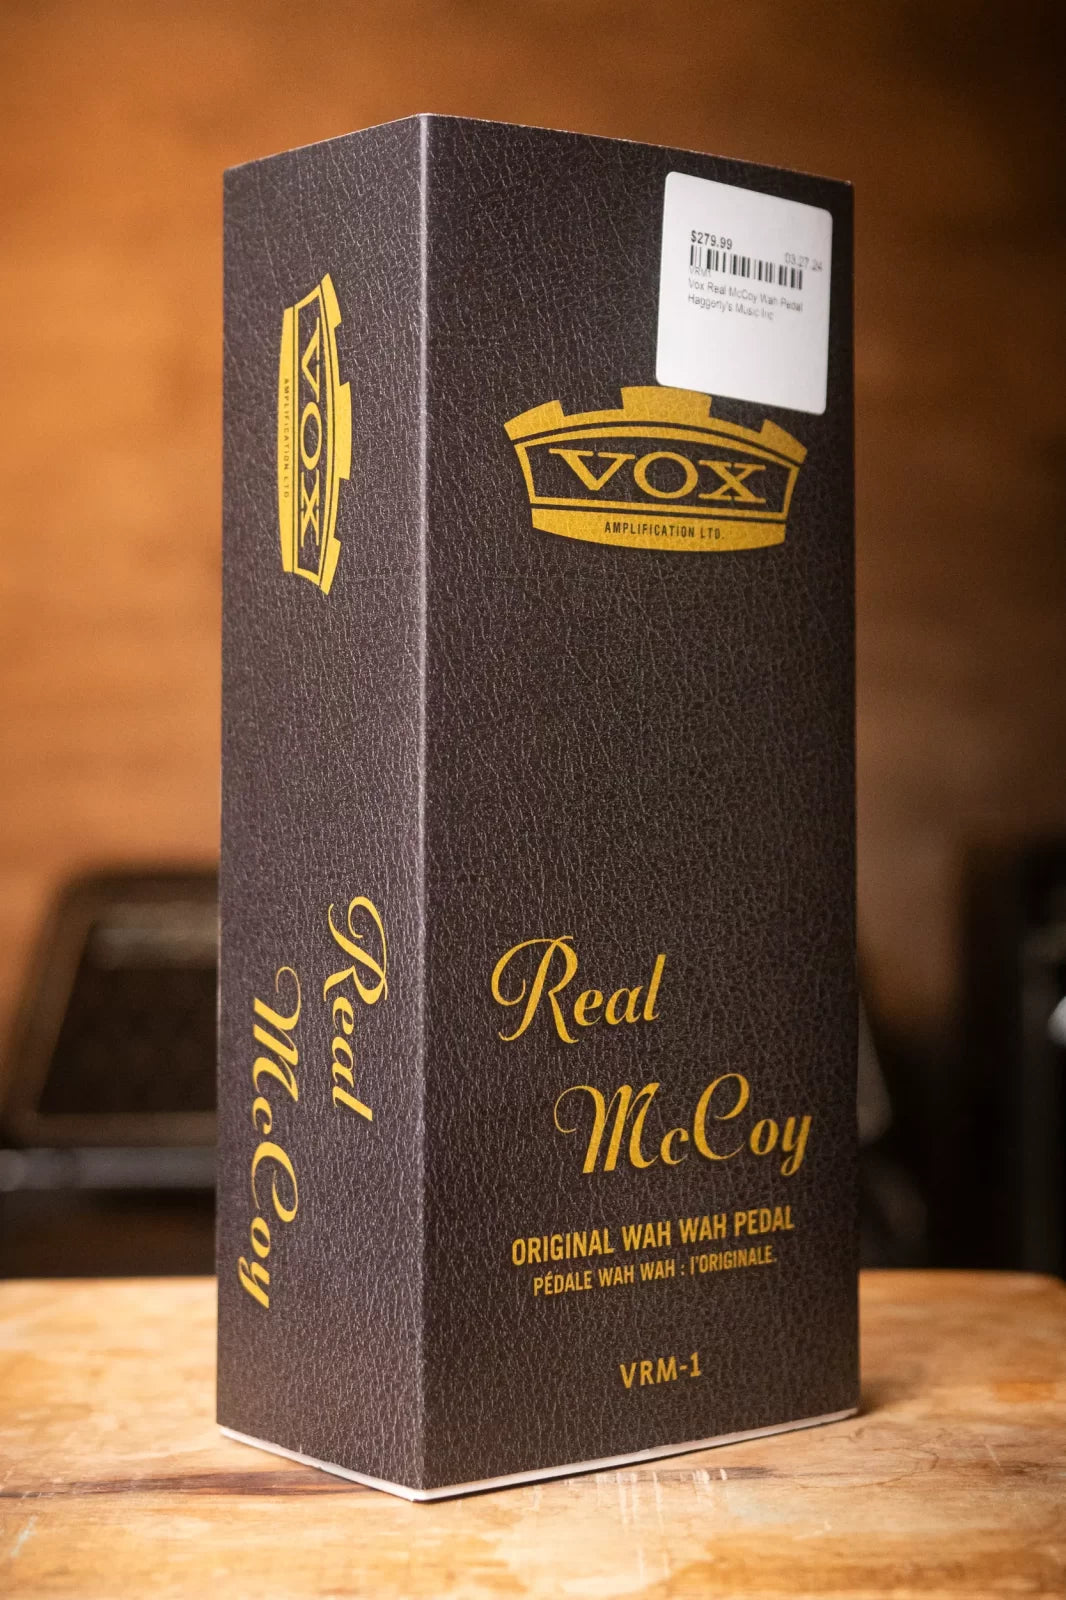 $279.99
03.27.24
VRM1
Vox Real McCoy Wah Pedal
Haggerty's Music Inc
VOX
AMPLIFICATION LTD.
Real
McCoy
ORIGINAL WAH WAH PEDAL
PÉDALE WAH WAH : l'ORIGINALE.
VRM-1
VOX
AMPLIFICATION LTD.
Real
McCoy